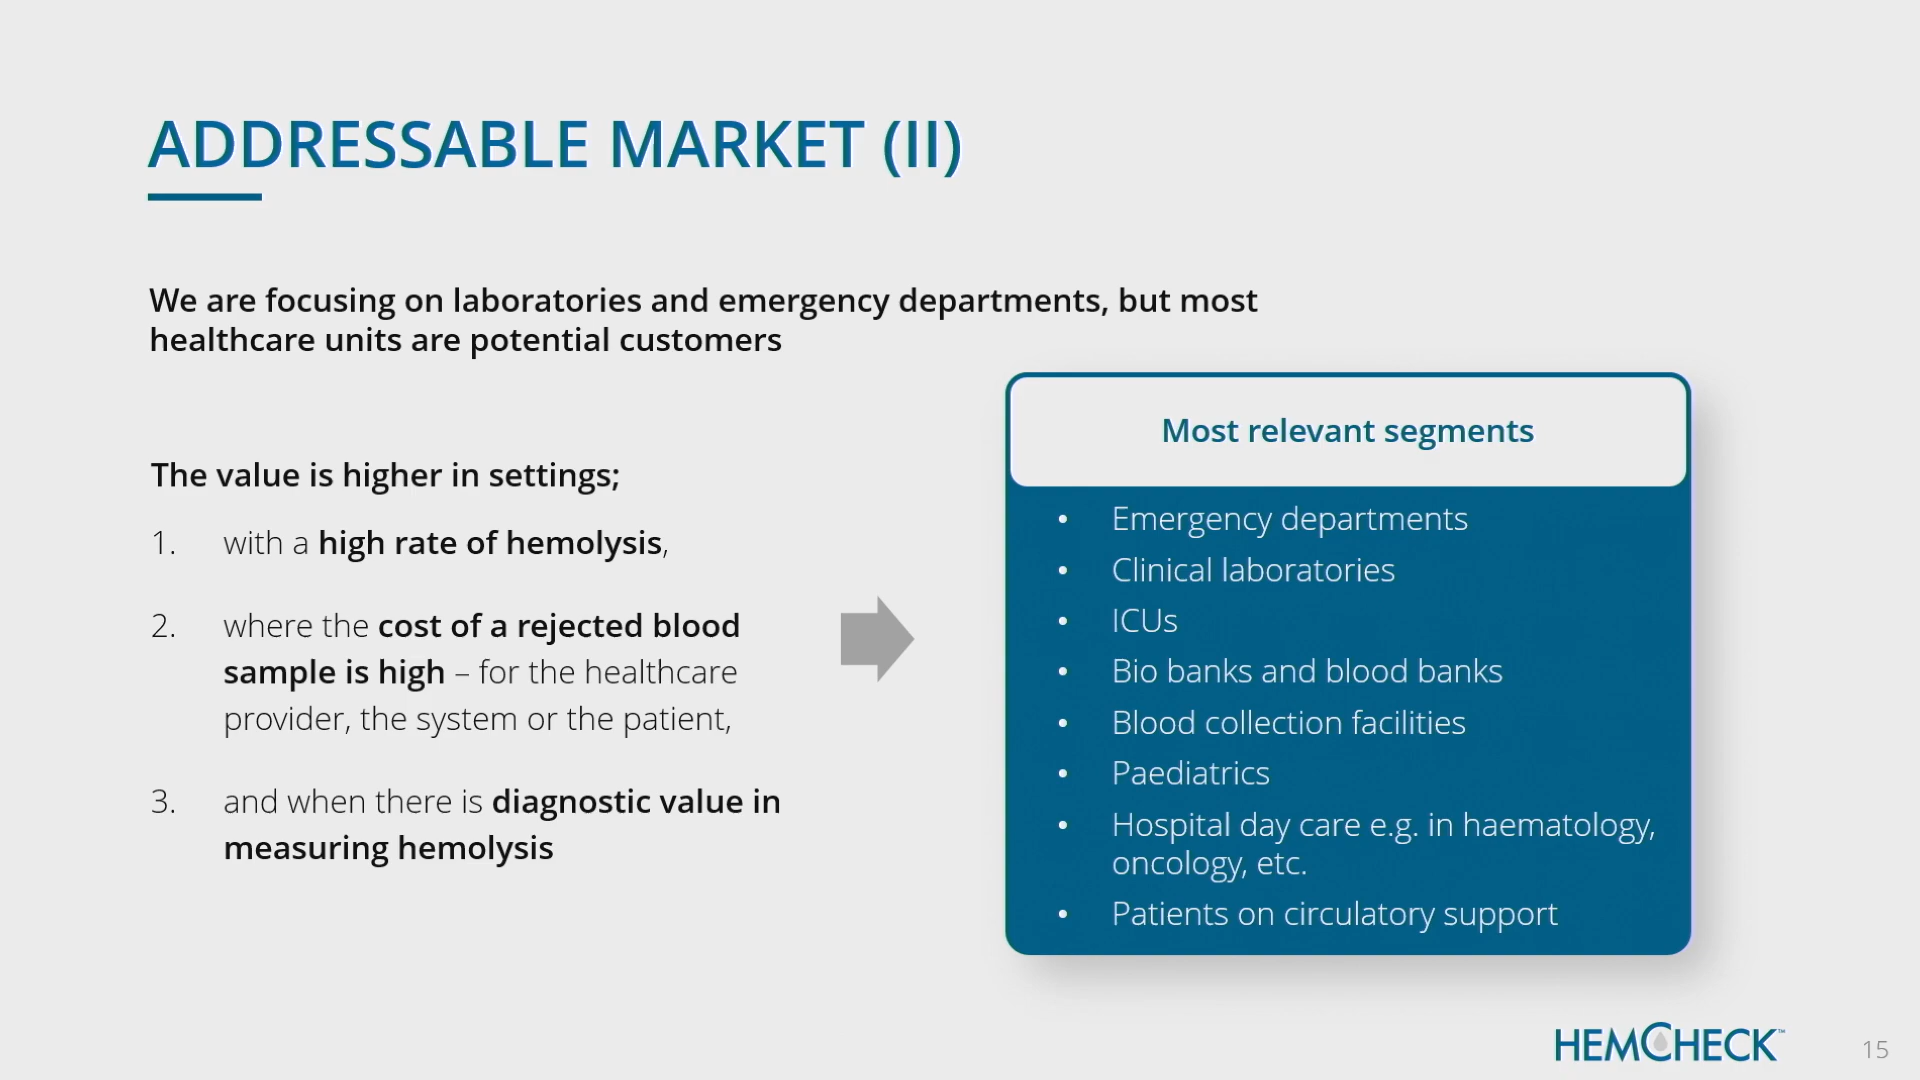 ADDRESSABLE MARKET (II)
We are focusing on laboratories and emergency departments, but most
healthcare units are potential customers
The value is higher in settings;
1. with a high rate of hemolysis,
2. where the cost of a rejected blood
sample is high – for the healthcare
provider, the system or the patient,
3. and when there is diagnostic value in
measuring hemolysis
Most relevant segments
• Emergency departments
• Clinical laboratories
• ICUs
• Bio banks and blood banks
• Blood collection facilities
• Paediatrics
• Hospital day care e.g. in haematology,
oncology, etc.
• Patients on circulatory support
HEMCHECK™
15